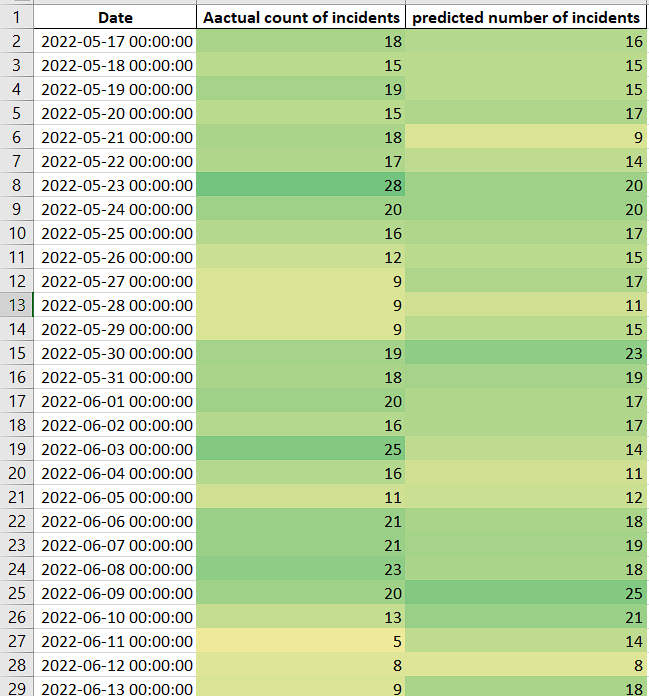 1 Date Aactual count of incidents predicted number of incidents
2 2022-05-17 00:00:00 18 16
3 2022-05-18 00:00:00 15 15
4 2022-05-19 00:00:00 19 15
5 2022-05-20 00:00:00 15 17
6 2022-05-21 00:00:00 18 9
7 2022-05-22 00:00:00 17 14
8 2022-05-23 00:00:00 28 20
9 2022-05-24 00:00:00 20 20
10 2022-05-25 00:00:00 16 17
11 2022-05-26 00:00:00 12 15
12 2022-05-27 00:00:00 9 17
13 2022-05-28 00:00:00 9 11
14 2022-05-29 00:00:00 9 15
15 2022-05-30 00:00:00 19 23
16 2022-05-31 00:00:00 18 19
17 2022-06-01 00:00:00 20 17
18 2022-06-02 00:00:00 16 17
19 2022-06-03 00:00:00 25 14
20 2022-06-04 00:00:00 16 11
21 2022-06-05 00:00:00 11 12
22 2022-06-06 00:00:00 21 18
23 2022-06-07 00:00:00 21 19
24 2022-06-08 00:00:00 23 18
25 2022-06-09 00:00:00 20 25
26 2022-06-10 00:00:00 13 21
27 2022-06-11 00:00:00 5 14
28 2022-06-12 00:00:00 8 8
29 2022-06-13 00:00:00 9 18